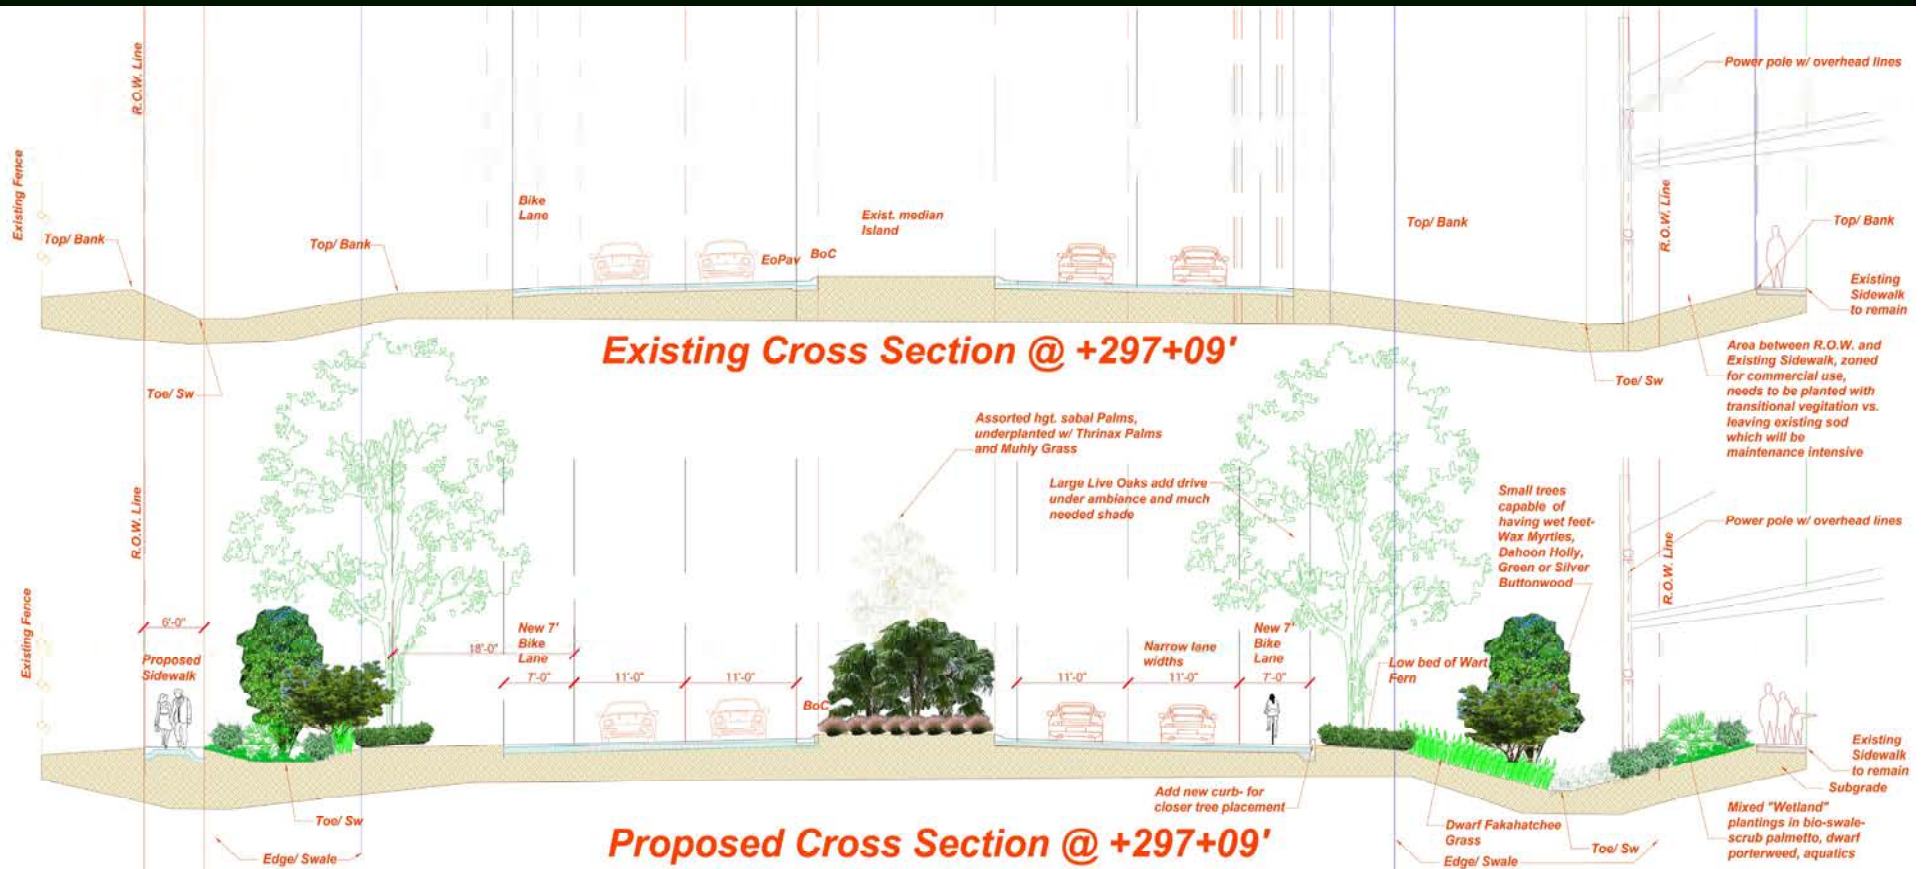 R.O.W. Line
Existing Fence
Top/ Bank
Top/ Bank
Bike
Lane
EoPav
BoC
Exist. median
Island
Top/ Bank
Power pole w/ overhead lines
R.O.W. Line
Top/ Bank
Existing
Sidewalk
to remain
Toe/ Sw
Existing Cross Section @ +297+09'
Toe/ Sw
Area between R.O.W. and
Existing Sidewalk, zoned
for commercial use,
needs to be planted with
transitional vegitation vs.
leaving existing sod
which will be
maintenance intensive
R.O.W. Line
Existing Fence
Assorted hgt. sabal Palms,
underplanted w/ Thrinax Palms
and Muhly Grass
Large Live Oaks add drive
under ambiance and much
needed shade
Small trees
capable of
having wet feet-
Wax Myrtles,
Dahoon Holly,
Green or Silver
Buttonwood
Power pole w/ overhead lines
R.O.W. Line
6'-0"
Proposed
Sidewalk
18'-0"
New 7'
Bike
Lane
7'-0"
11'-0"
11'-0"
BoC
11'-0"
Narrow lane
widths
11'-0"
New 7'
Bike
Lane
7'-0"
Low bed of Wart
Fern
Existing
Sidewalk
to remain
Subgrade
Add new curb- for
closer tree placement
Toe/ Sw
Edge/ Swale
Proposed Cross Section @ +297+09'
Dwarf Fakahatchee
Grass
Edge/ Swale
Toe/ Sw
Mixed "Wetland"
plantings in bio-swale-
scrub palmetto, dwarf
porterweed, aquatics